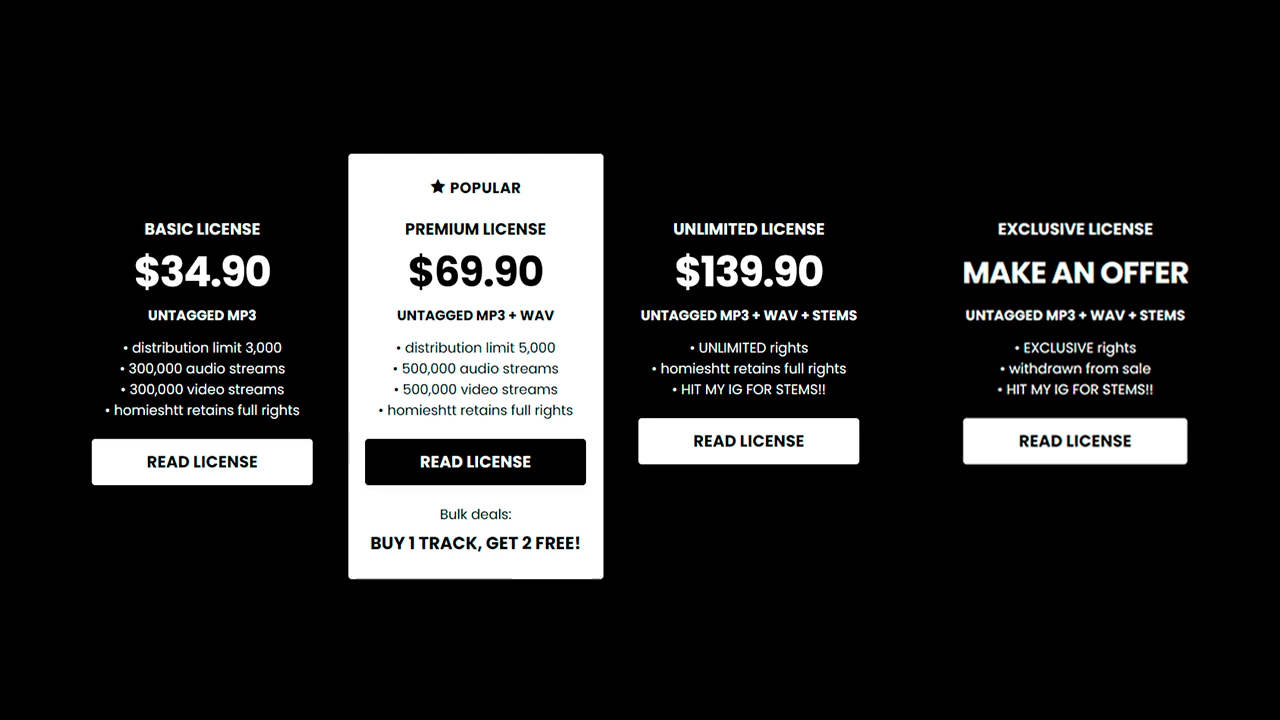 BASIC LICENSE
$34.90
UNTAGGED MP3
• distribution limit 3,000
• 300,000 audio streams
• 300,000 video streams
• homieshtt retains full rights
READ LICENSE
★ POPULAR
PREMIUM LICENSE
$69.90
UNTAGGED MP3 + WAV
• distribution limit 5,000
• 500,000 audio streams
• 500,000 video streams
• homieshtt retains full rights
READ LICENSE
Bulk deals:
BUY 1 TRACK, GET 2 FREE!
UNLIMITED LICENSE
$139.90
UNTAGGED MP3 + WAV + STEMS
• UNLIMITED rights
• homieshtt retains full rights
• HIT MY IG FOR STEMS!!
READ LICENSE
EXCLUSIVE LICENSE
MAKE AN OFFER
UNTAGGED MP3 + WAV + STEMS
• EXCLUSIVE rights
• withdrawn from sale
• HIT MY IG FOR STEMS!!
READ LICENSE